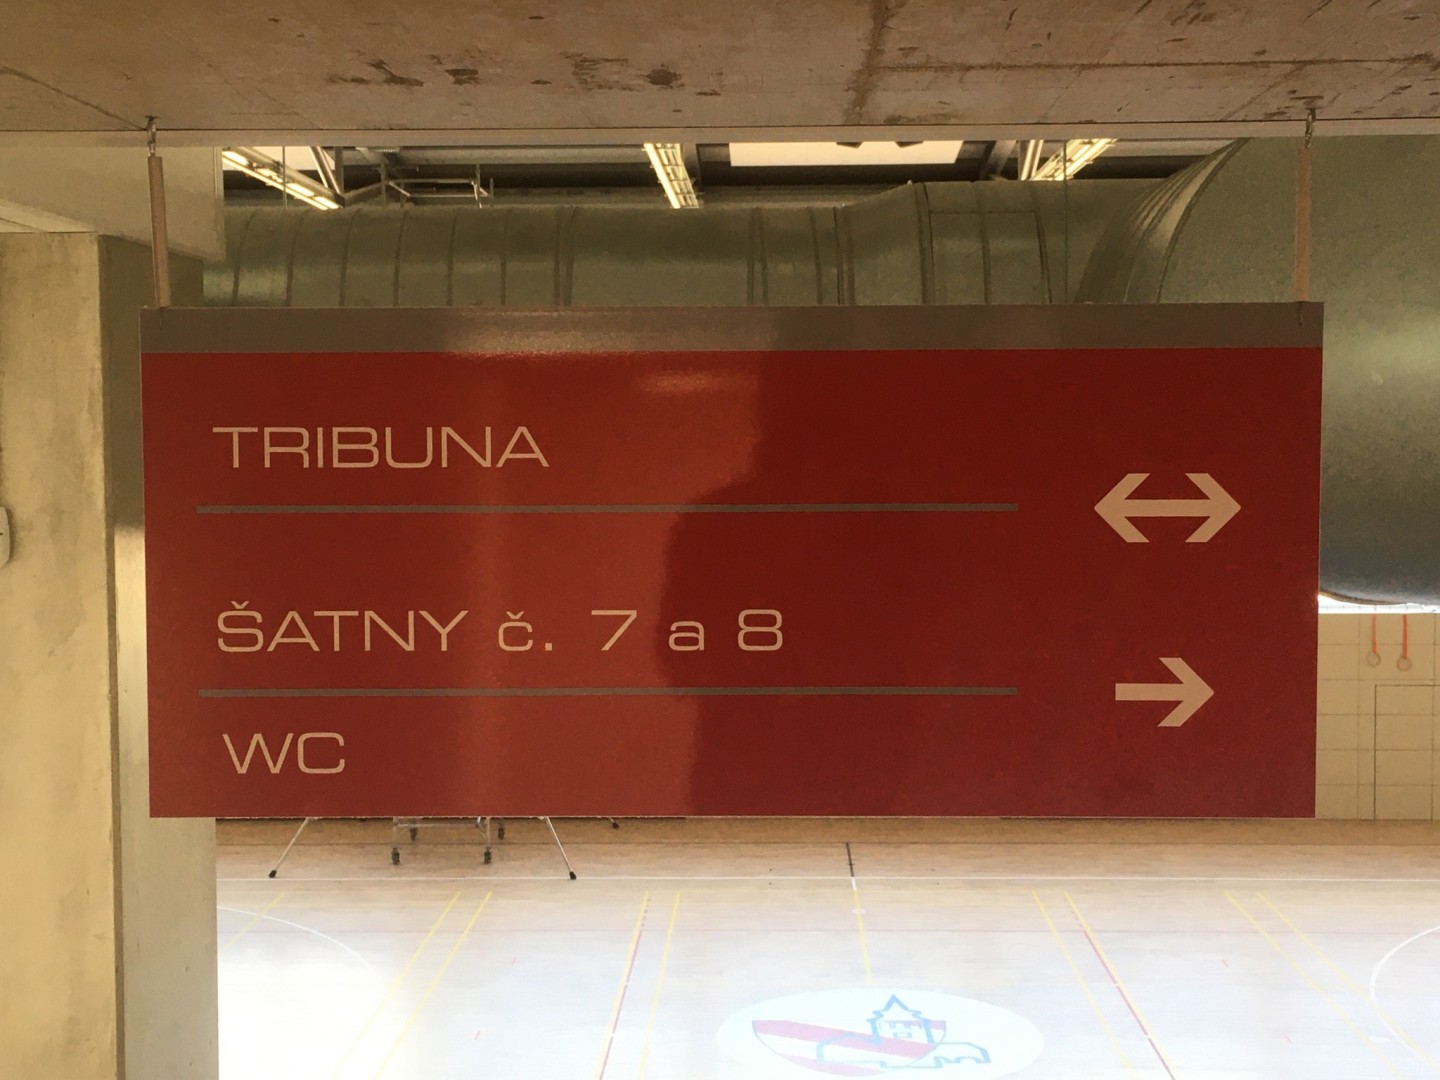 TRIBUNA
ŠATNY č. 7 a 8
WC